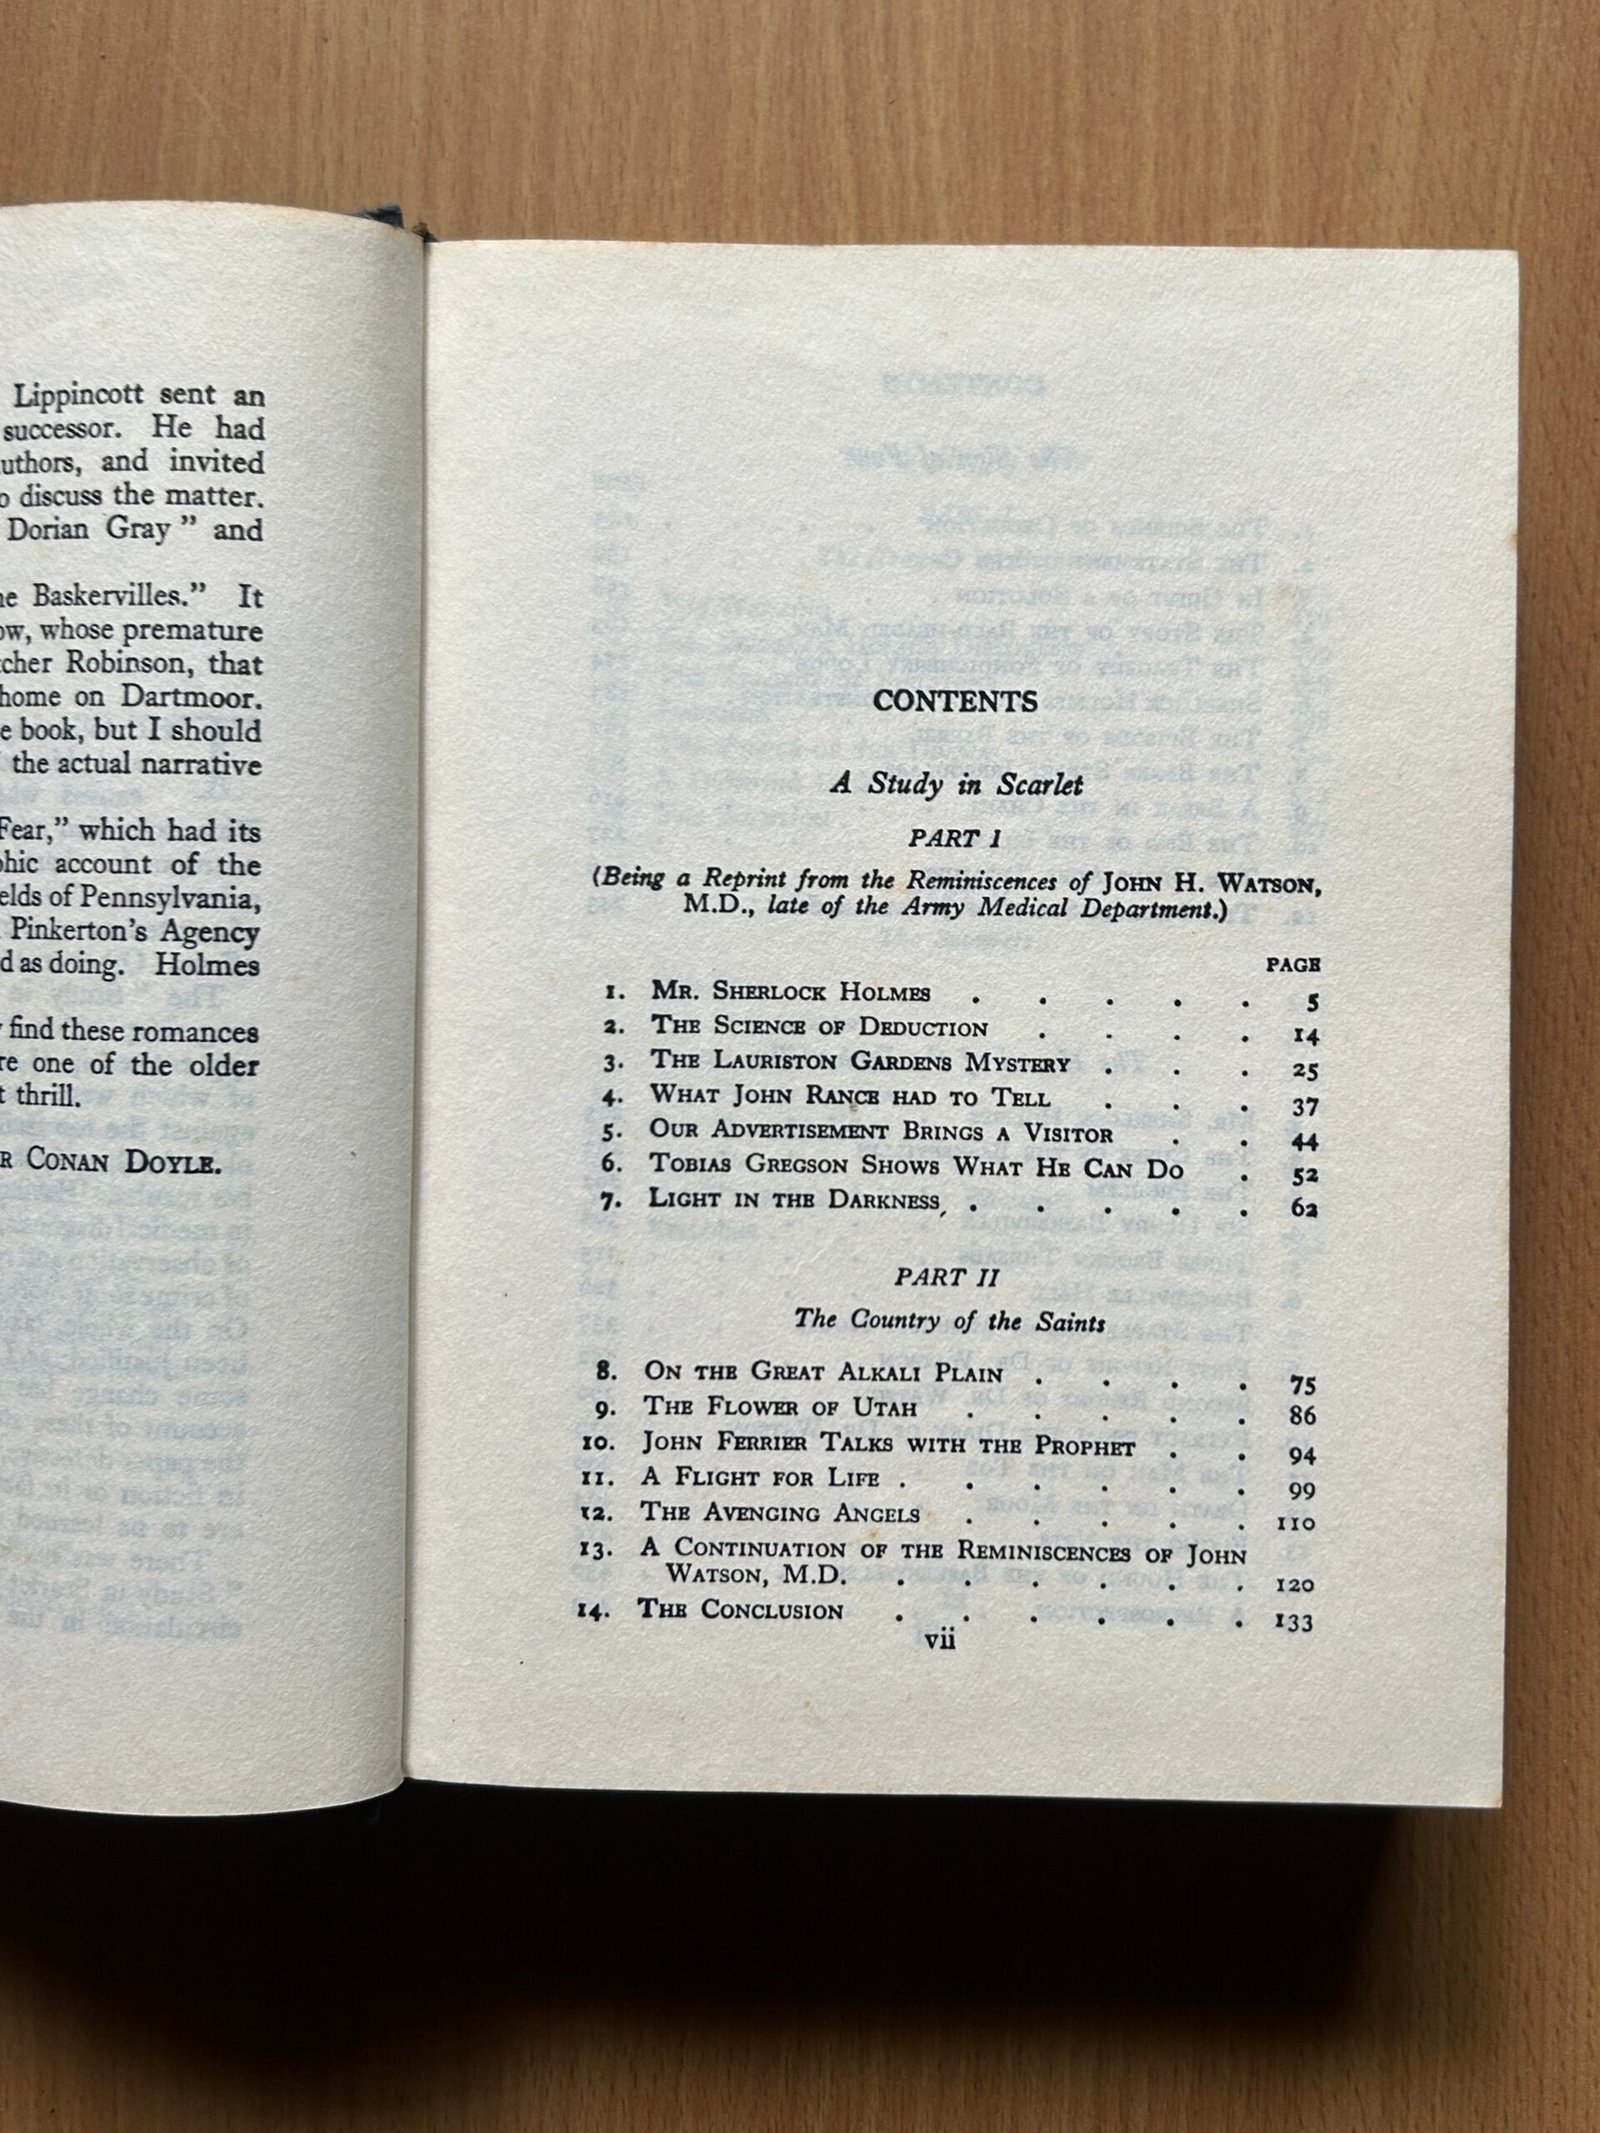 Lippincott sent an
successor. He had
authors, and invited
discuss the matter.
Dorian Gray" and
Baskervilles." It
whose premature
Robinson, that
home on Dartmoor.
book, but I should
the actual narrative
Fear," which had its
account of the
fields of Pennsylvania,
Pinkerton's Agency
as doing. Holmes
find these romances
one of the older
thrill.
CONAN DOYLE.
CONTENTS
A Study in Scarlet
PART I
(Being a Reprint from the Reminiscences of JOHN H. WATSON,
M.D., late of the Army Medical Department.)
PAGE
1. MR. SHERLOCK HOLMES . . . . . 5
2. THE SCIENCE OF DEDUCTION . . . . 14
3. THE LAURISTON GARDENS MYSTERY . . . 25
4. WHAT JOHN RANCE HAD TO TELL . . . 37
5. OUR ADVERTISEMENT BRINGS A VISITOR . . 44
6. TOBIAS GREGSON SHOWS WHAT HE CAN DO . 52
7. LIGHT IN THE DARKNESS . . . . . 62
PART II
The Country of the Saints
8. ON THE GREAT ALKALI PLAIN . . . . 75
9. THE FLOWER OF UTAH . . . . . 86
10. JOHN FERRIER TALKS WITH THE PROPHET . . 94
11. A FLIGHT FOR LIFE . . . . . . 99
12. THE AVENGING ANGELS . . . . . 110
13. A CONTINUATION OF THE REMINISCENCES OF JOHN
WATSON, M.D. . . . . . . 120
14. THE CONCLUSION . . . . . . 133
vii